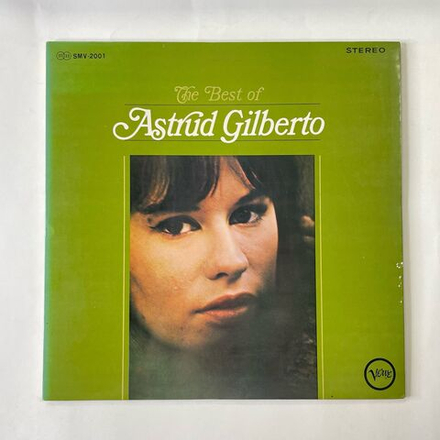 SMV-2001
STEREO
The Best of
Astrud Gilberto
Verve